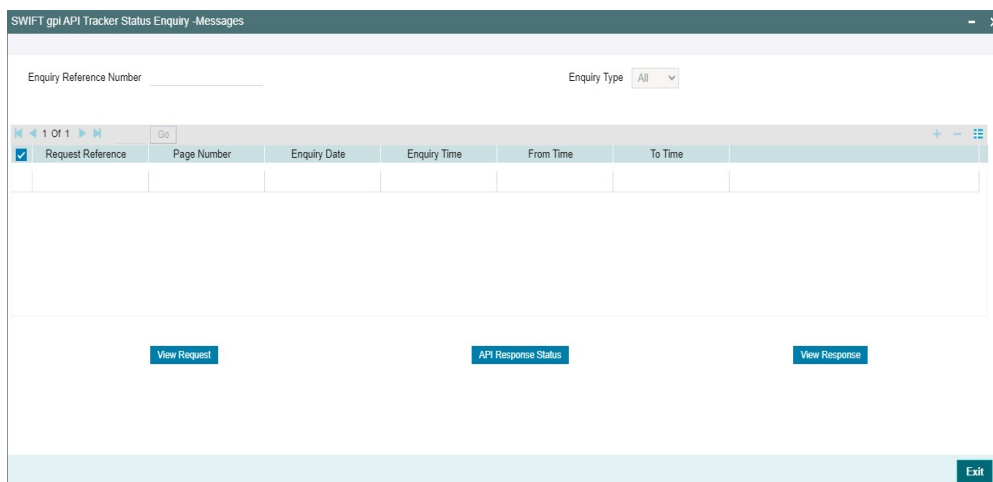 SWIFT gpi API Tracker Status Enquiry -Messages
Enquiry Reference Number
Enquiry Type All
1 Of 1 Go
Request Reference Page Number Enquiry Date Enquiry Time From Time To Time
View Request API Response Status View Response
Exit